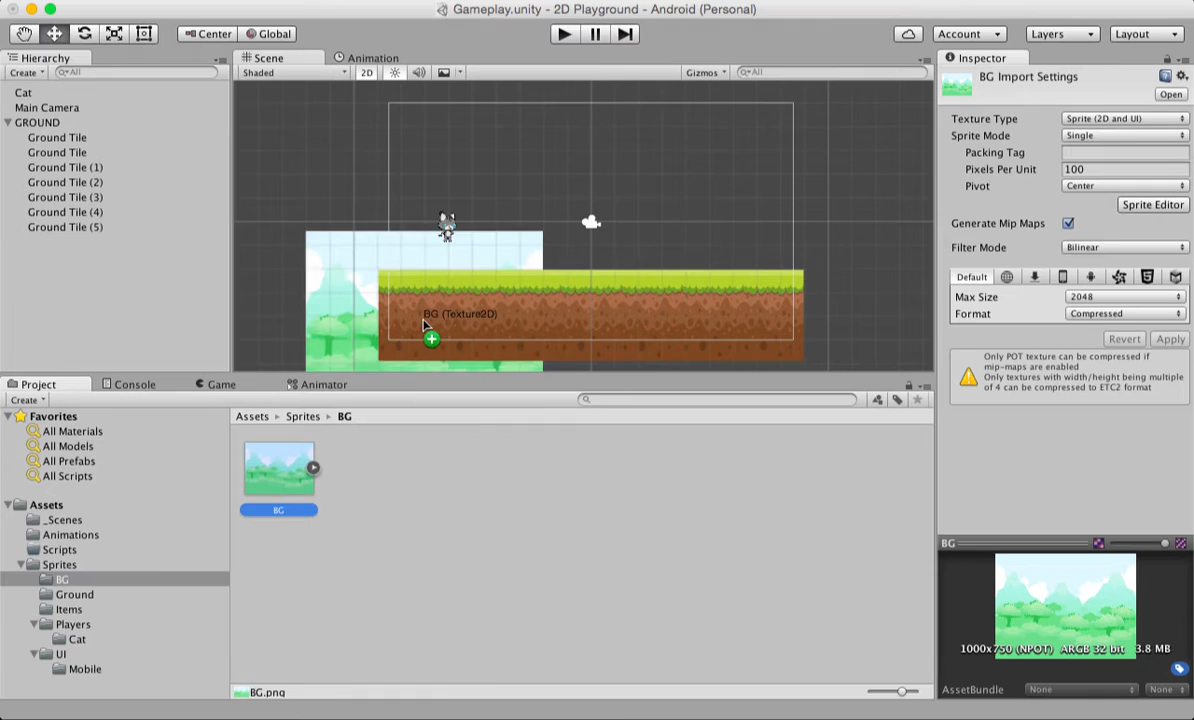 Gameplay.unity - 2D Playground - Android (Personal)
Center Global Account Layers Layout
Hierarchy
Create All
Cat
Main Camera
GROUND
Ground Tile
Ground Tile
Ground Tile (1)
Ground Tile (2)
Ground Tile (3)
Ground Tile (4)
Ground Tile (5)
Scene Animation
Shaded 2D Gizmos All
BG (Texture2D)
Inspector
BG Import Settings
Open
Texture Type Sprite (2D and UI)
Sprite Mode Single
Packing Tag
Pixels Per Unit 100
Pivot Center
Sprite Editor
Generate Mip Maps
Filter Mode Bilinear
Default
Max Size 2048
Format Compressed
Revert Apply
Only POT texture can be compressed if
mip-maps are enabled
Only textures with width/height being multiple
of 4 can be compressed to ETC2 format
Project Console Game Animator
Create
Favorites
All Materials
All Models
All Prefabs
All Scripts
Assets
_Scenes
Animations
Scripts
Sprites
BG
Ground
Items
Players
Cat
UI
Mobile
Assets Sprites BG
BG
BG.png
BG
1000x750 (NPOT) ARGB 32 bit 3.8 MB
AssetBundle None None